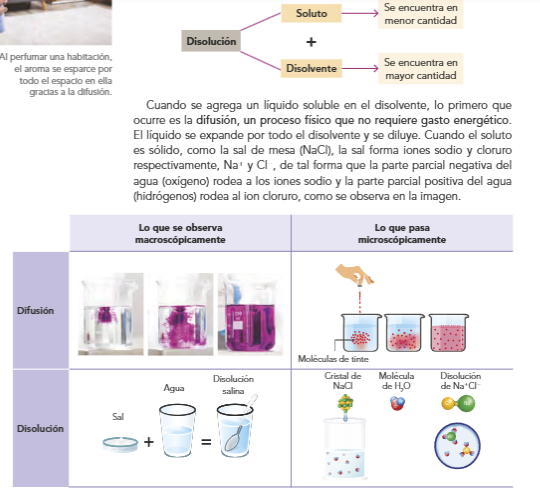 Al perfumar una habitación,
el aroma se esparce por
todo el espacio en ella
gracias a la difusión.
Disolución
Soluto
Se encuentra en
menor cantidad
+
Disolvente
Se encuentra en
mayor cantidad
Cuando se agrega un líquido soluble en el disolvente, lo primero que
ocurre es la difusión, un proceso físico que no requiere gasto energético.
El líquido se expande por todo el disolvente y se diluye. Cuando el soluto
es sólido, como la sal de mesa (NaCl), la sal forma iones sodio y cloruro
respectivamente, Na⁺ y Cl⁻, de tal forma que la parte parcial negativa del
agua (oxígeno) rodea a los iones sodio y la parte parcial positiva del agua
(hidrógenos) rodea al ion cloruro, como se observa en la imagen.
Lo que se observa
macroscópicamente
Lo que pasa
microscópicamente
Difusión
Moléculas de tinte
Disolución
Sal
+
Agua
=
Disolución
salina
Cristal de
NaCl
Molécula
de H₂O
Disolución
de Na⁺Cl⁻